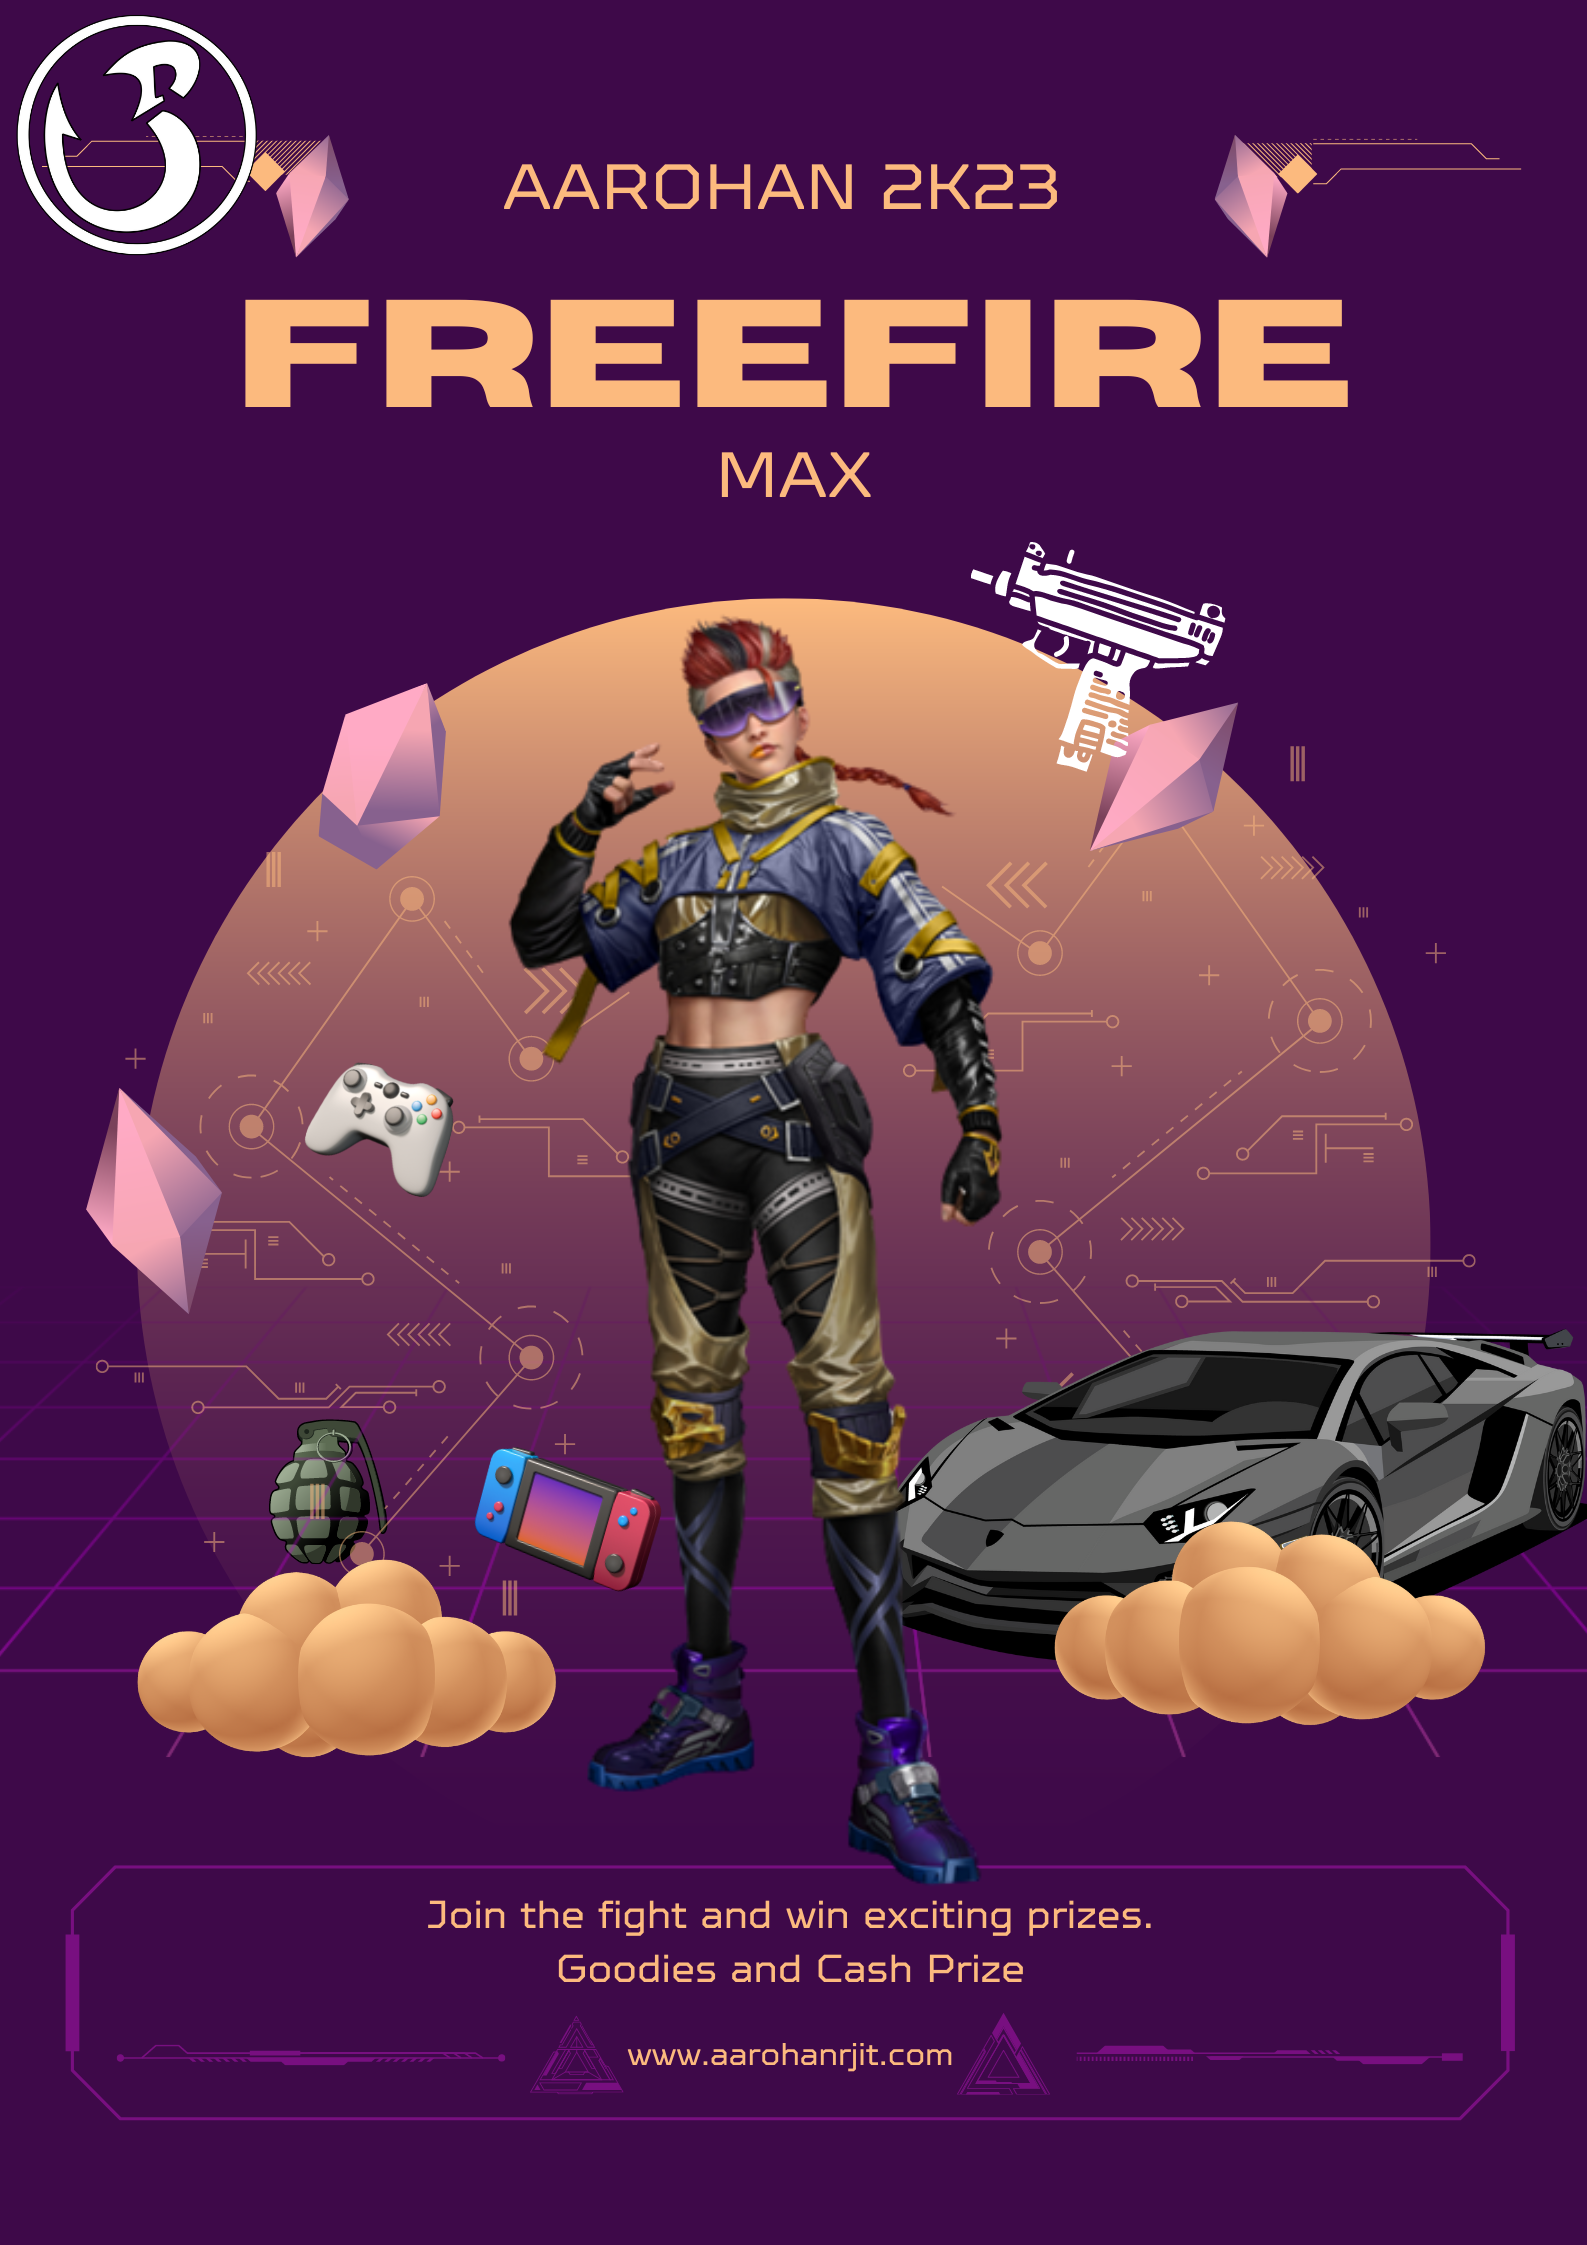 AAROHAN 2K23
FREEFIRE
MAX
Join the fight and win exciting prizes.
Goodies and Cash Prize
www.aarohanrjit.com